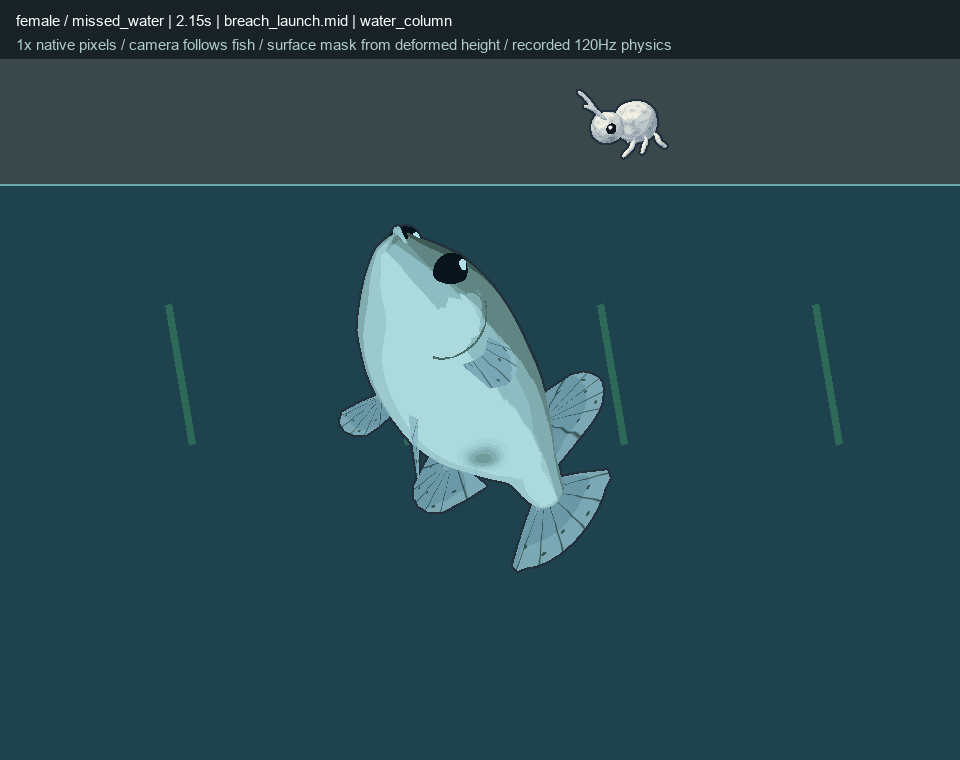 female / missed_water | 2.15s | breach_launch.mid | water_column
1x native pixels / camera follows fish / surface mask from deformed height / recorded 120Hz physics